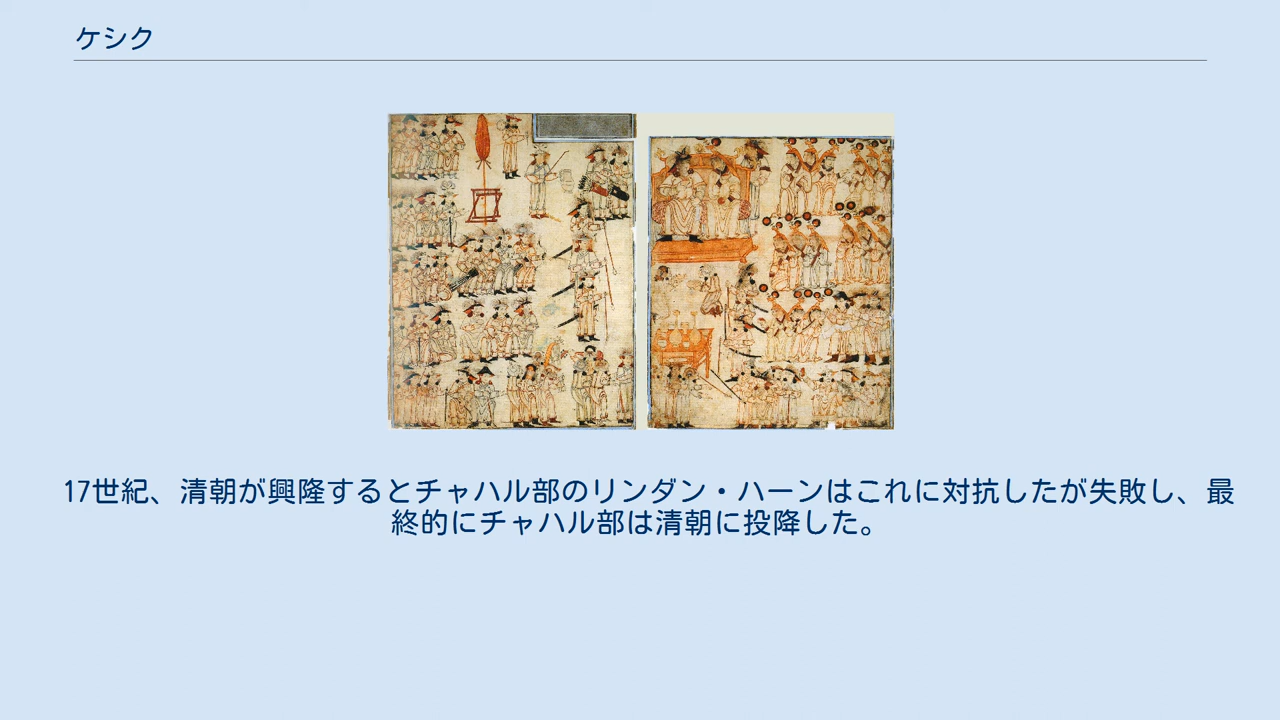 ケシク
17世紀、清朝が興隆するとチャハル部のリンダン・ハーンはこれに対抗したが失敗し、最
終的にチャハル部は清朝に投降した。